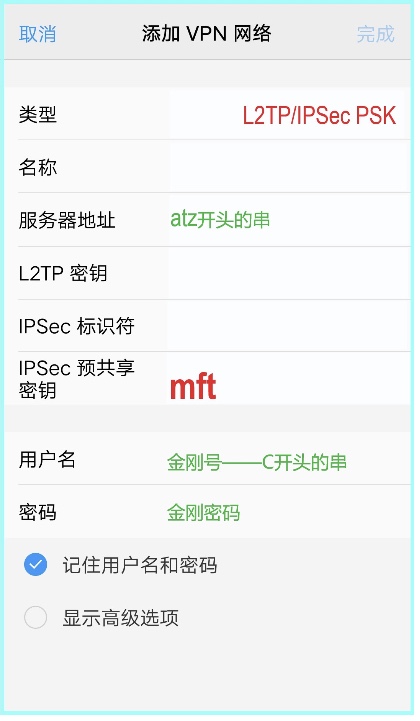 取消 添加 VPN 网络 完成
类型 L2TP/IPSec PSK
名称
服务器地址 atz开头的串
L2TP 密钥
IPSec 标识符
IPSec 预共享
密钥 mft
用户名 金刚号——C开头的串
密码 金刚密码
记住用户名和密码
显示高级选项